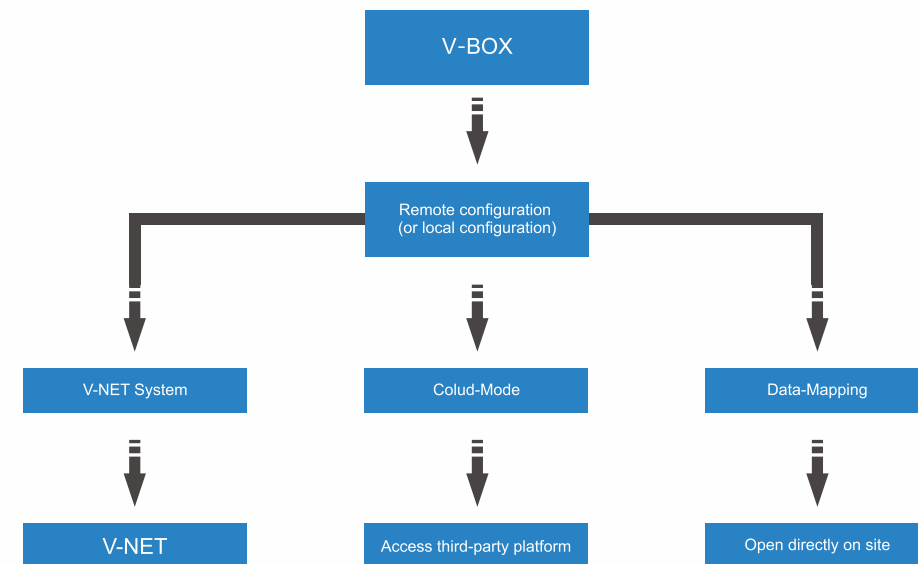 V-BOX
Remote configuration
(or local configuration)
V-NET System
Colud-Mode
Data-Mapping
V-NET
Access third-party platform
Open directly on site